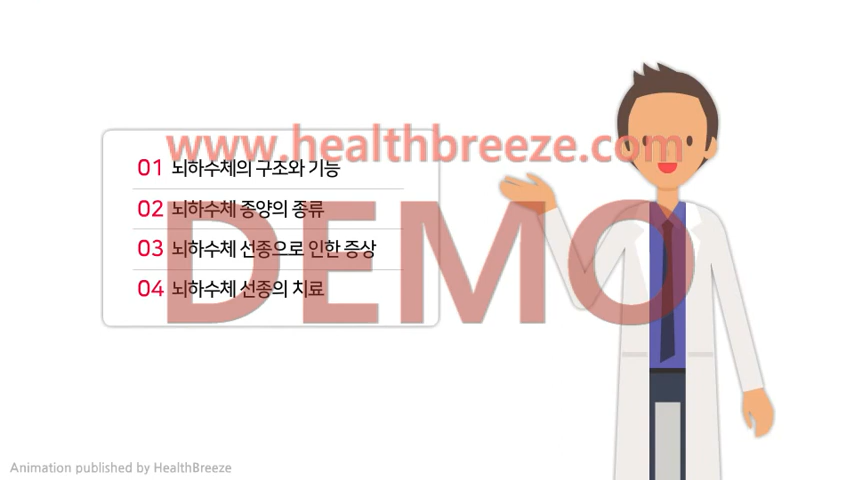 www.healthbreeze.com
01 뇌하수체의 구조와 기능
02 뇌하수체 종양의 종류
03 뇌하수체 선종으로 인한 증상
04 뇌하수체 선종의 치료
DEMO
Animation published by HealthBreeze